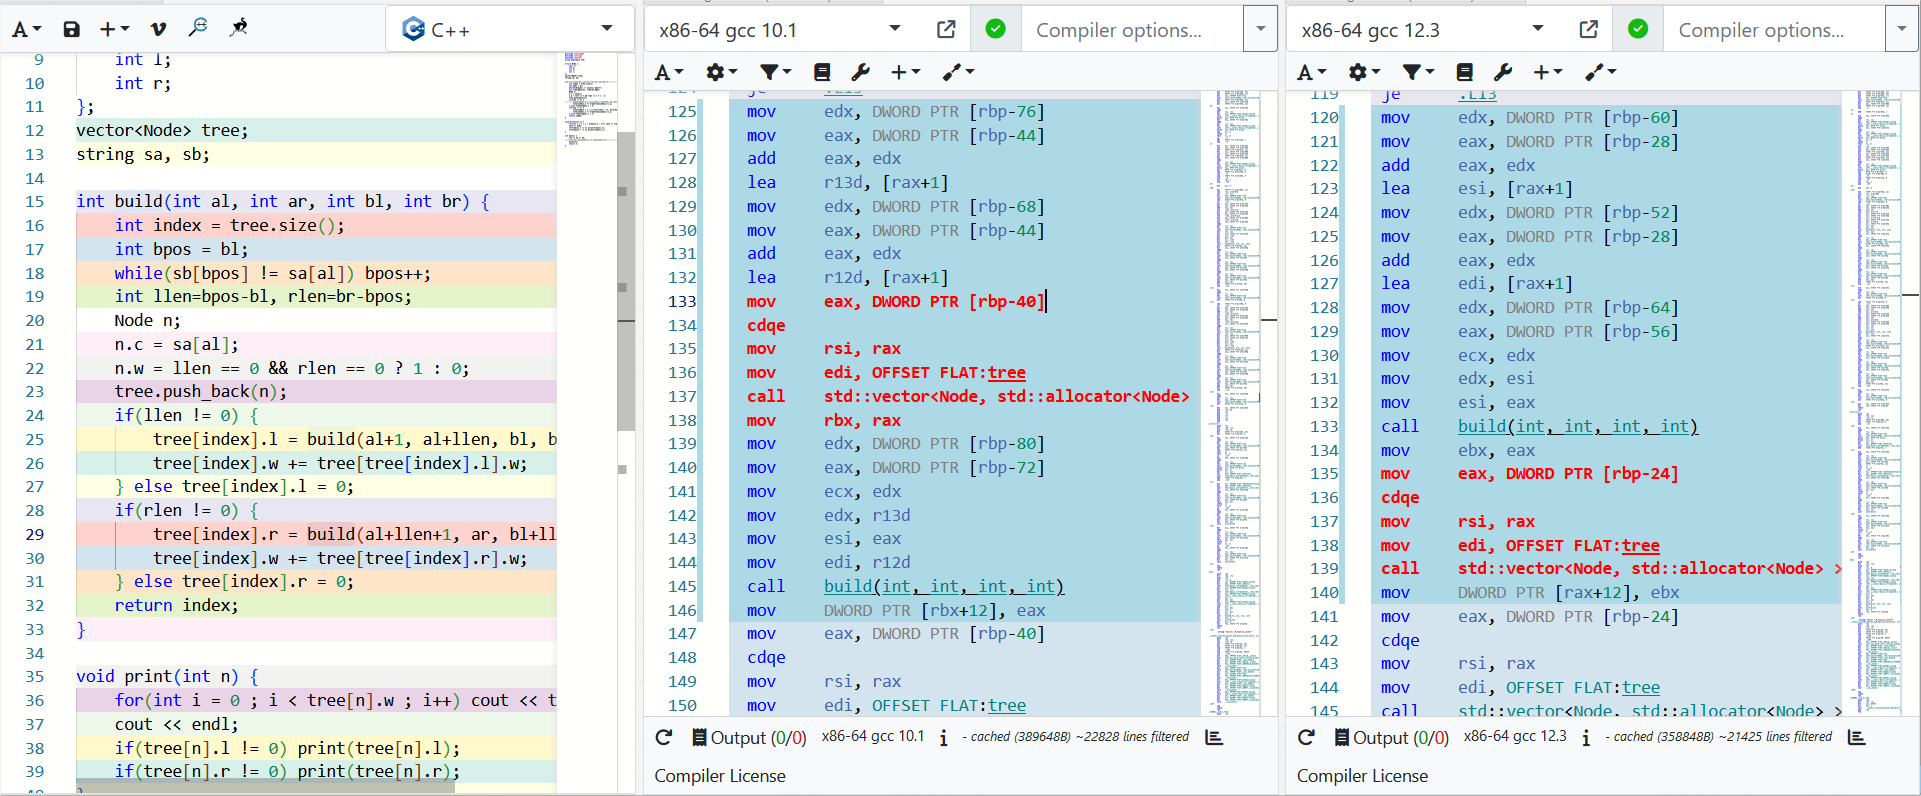 A
C++
9 int l;
10 int r;
11 };
12 vector<Node> tree;
13 string sa, sb;
14
15 int build(int al, int ar, int bl, int br) {
16 int index = tree.size();
17 int bpos = bl;
18 while(sb[bpos] != sa[al]) bpos++;
19 int llen=bpos-bl, rlen=br-bpos;
20 Node n;
21 n.c = sa[al];
22 n.w = llen == 0 && rlen == 0 ? 1 : 0;
23 tree.push_back(n);
24 if(llen != 0) {
25 tree[index].l = build(al+1, al+llen, bl, b
26 tree[index].w += tree[tree[index].l].w;
27 } else tree[index].l = 0;
28 if(rlen != 0) {
29 tree[index].r = build(al+llen+1, ar, bl+ll
30 tree[index].w += tree[tree[index].r].w;
31 } else tree[index].r = 0;
32 return index;
33 }
34
35 void print(int n) {
36 for(int i = 0 ; i < tree[n].w ; i++) cout << t
37 cout << endl;
38 if(tree[n].l != 0) print(tree[n].l);
39 if(tree[n].r != 0) print(tree[n].r);
x86-64 gcc 10.1
Compiler options...
A
125 mov edx, DWORD PTR [rbp-76]
126 mov eax, DWORD PTR [rbp-44]
127 add eax, edx
128 lea r13d, [rax+1]
129 mov edx, DWORD PTR [rbp-68]
130 mov eax, DWORD PTR [rbp-44]
131 add eax, edx
132 lea r12d, [rax+1]
133 mov eax, DWORD PTR [rbp-40]
134 cdqe
135 mov rsi, rax
136 mov edi, OFFSET FLAT:tree
137 call std::vector<Node, std::allocator<Node>
138 mov rbx, rax
139 mov edx, DWORD PTR [rbp-80]
140 mov eax, DWORD PTR [rbp-72]
141 mov ecx, edx
142 mov edx, r13d
143 mov esi, eax
144 mov edi, r12d
145 call build(int, int, int, int)
146 mov DWORD PTR [rbx+12], eax
147 mov eax, DWORD PTR [rbp-40]
148 cdqe
149 mov rsi, rax
150 mov edi, OFFSET FLAT:tree
Output (0/0) x86-64 gcc 10.1 i - cached (389648B) ~22828 lines filtered
Compiler License
x86-64 gcc 12.3
Compiler options...
A
119 je .L13
120 mov edx, DWORD PTR [rbp-60]
121 mov eax, DWORD PTR [rbp-28]
122 add eax, edx
123 lea esi, [rax+1]
124 mov edx, DWORD PTR [rbp-52]
125 mov eax, DWORD PTR [rbp-28]
126 add eax, edx
127 lea edi, [rax+1]
128 mov edx, DWORD PTR [rbp-64]
129 mov eax, DWORD PTR [rbp-56]
130 mov ecx, edx
131 mov edx, esi
132 mov esi, eax
133 call build(int, int, int, int)
134 mov ebx, eax
135 mov eax, DWORD PTR [rbp-24]
136 cdqe
137 mov rsi, rax
138 mov edi, OFFSET FLAT:tree
139 call std::vector<Node, std::allocator<Node> >
140 mov DWORD PTR [rax+12], ebx
141 mov eax, DWORD PTR [rbp-24]
142 cdqe
143 mov rsi, rax
144 mov edi, OFFSET FLAT:tree
145 call std::vector<Node, std::allocator<Node> >
Output (0/0) x86-64 gcc 12.3 i - cached (358848B) ~21425 lines filtered
Compiler License